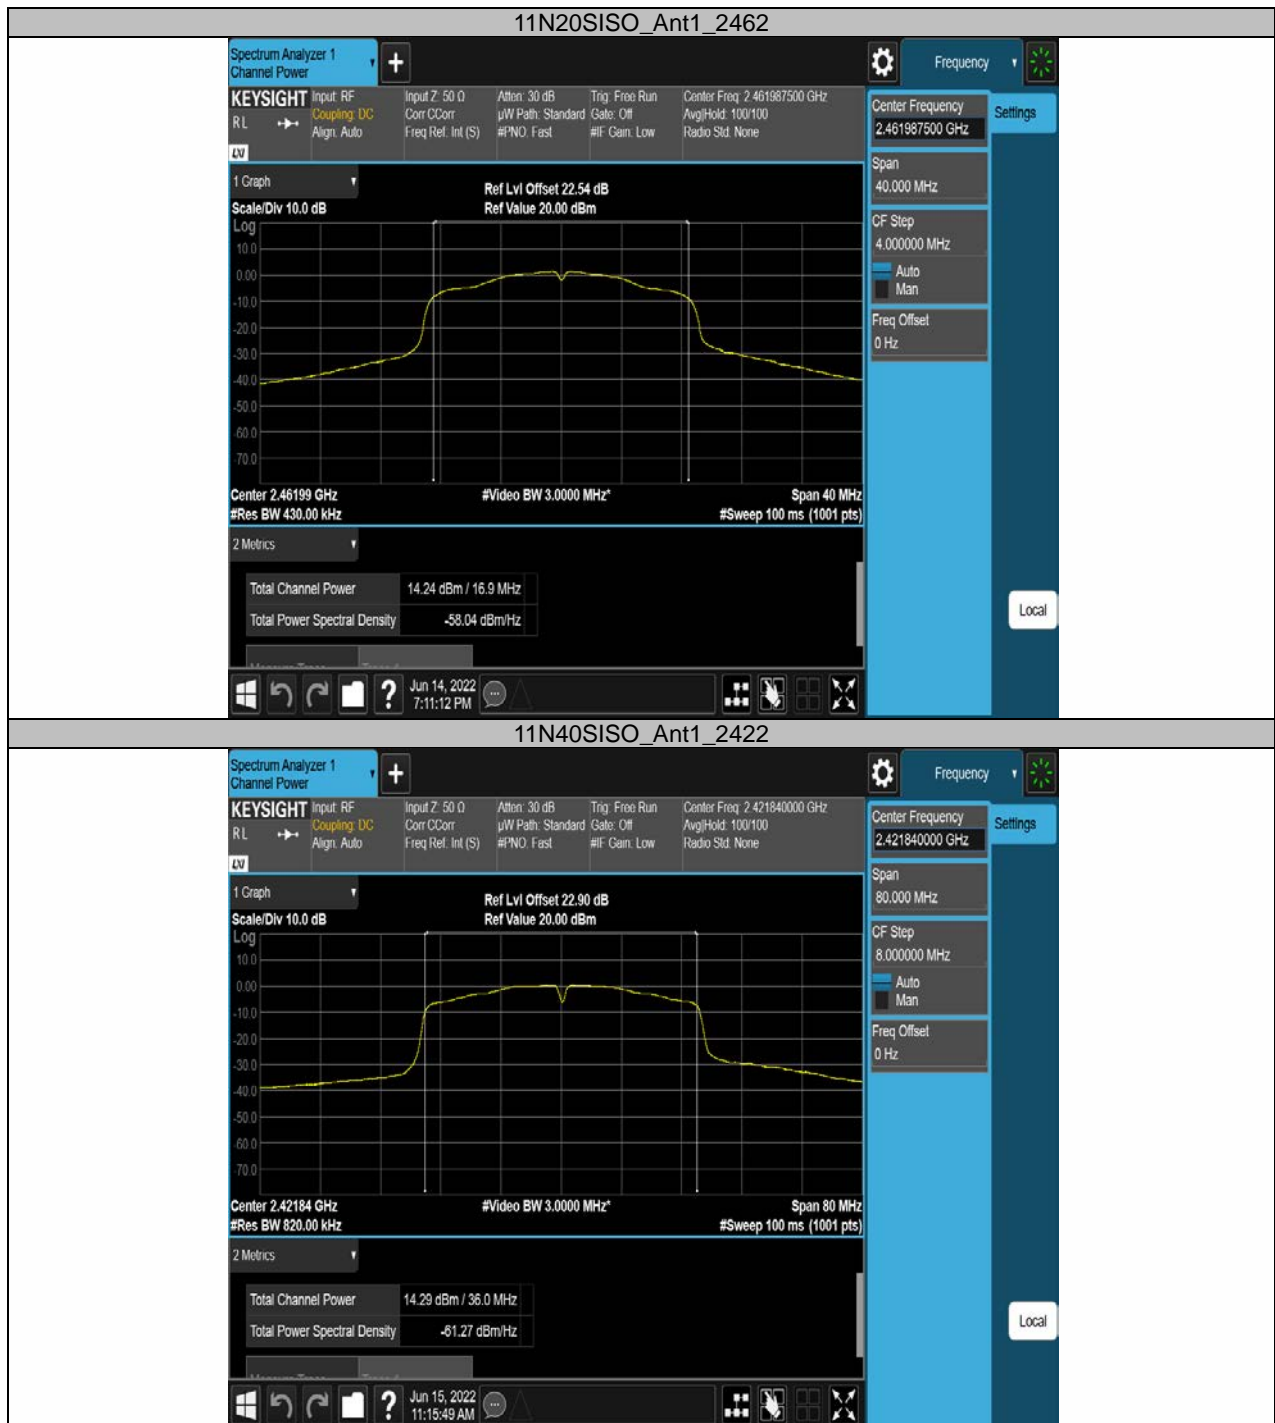 11N20SISO_Ant1_2462
Spectrum Analyzer 1
Channel Power
+
Frequency
KEYSIGHT
RL
LXI
Input: RF
Coupling: DC
Align: Auto
Input Z: 50 Ω
Corr CCorr
Freq Ref: Int (S)
Atten: 30 dB
µW Path: Standard
#PNO: Fast
Trig: Free Run
Gate: Off
#IF Gain: Low
Center Freq: 2.461987500 GHz
Avg|Hold: 100/100
Radio Std: None
Center Frequency
2.461987500 GHz
Settings
Span
40.000 MHz
CF Step
4.000000 MHz
Auto
Man
Freq Offset
0 Hz
Local
1 Graph
Scale/Div 10.0 dB
Ref Lvl Offset 22.54 dB
Ref Value 20.00 dBm
Log
10.0
0.00
-10.0
-20.0
-30.0
-40.0
-50.0
-60.0
-70.0
Center 2.46199 GHz
#Video BW 3.0000 MHz*
Span 40 MHz
#Res BW 430.00 kHz
#Sweep 100 ms (1001 pts)
2 Metrics
Total Channel Power 14.24 dBm / 16.9 MHz
Total Power Spectral Density -58.04 dBm/Hz
?
Jun 14, 2022
7:11:12 PM
11N40SISO_Ant1_2422
Spectrum Analyzer 1
Channel Power
+
Frequency
KEYSIGHT
RL
LXI
Input: RF
Coupling: DC
Align: Auto
Input Z: 50 Ω
Corr CCorr
Freq Ref: Int (S)
Atten: 30 dB
µW Path: Standard
#PNO: Fast
Trig: Free Run
Gate: Off
#IF Gain: Low
Center Freq: 2.421840000 GHz
Avg|Hold: 100/100
Radio Std: None
Center Frequency
2.421840000 GHz
Settings
Span
80.000 MHz
CF Step
8.000000 MHz
Auto
Man
Freq Offset
0 Hz
Local
1 Graph
Scale/Div 10.0 dB
Ref Lvl Offset 22.90 dB
Ref Value 20.00 dBm
Log
10.0
0.00
-10.0
-20.0
-30.0
-40.0
-50.0
-60.0
-70.0
Center 2.42184 GHz
#Video BW 3.0000 MHz*
Span 80 MHz
#Res BW 820.00 kHz
#Sweep 100 ms (1001 pts)
2 Metrics
Total Channel Power 14.29 dBm / 36.0 MHz
Total Power Spectral Density -61.27 dBm/Hz
?
Jun 15, 2022
11:15:49 AM